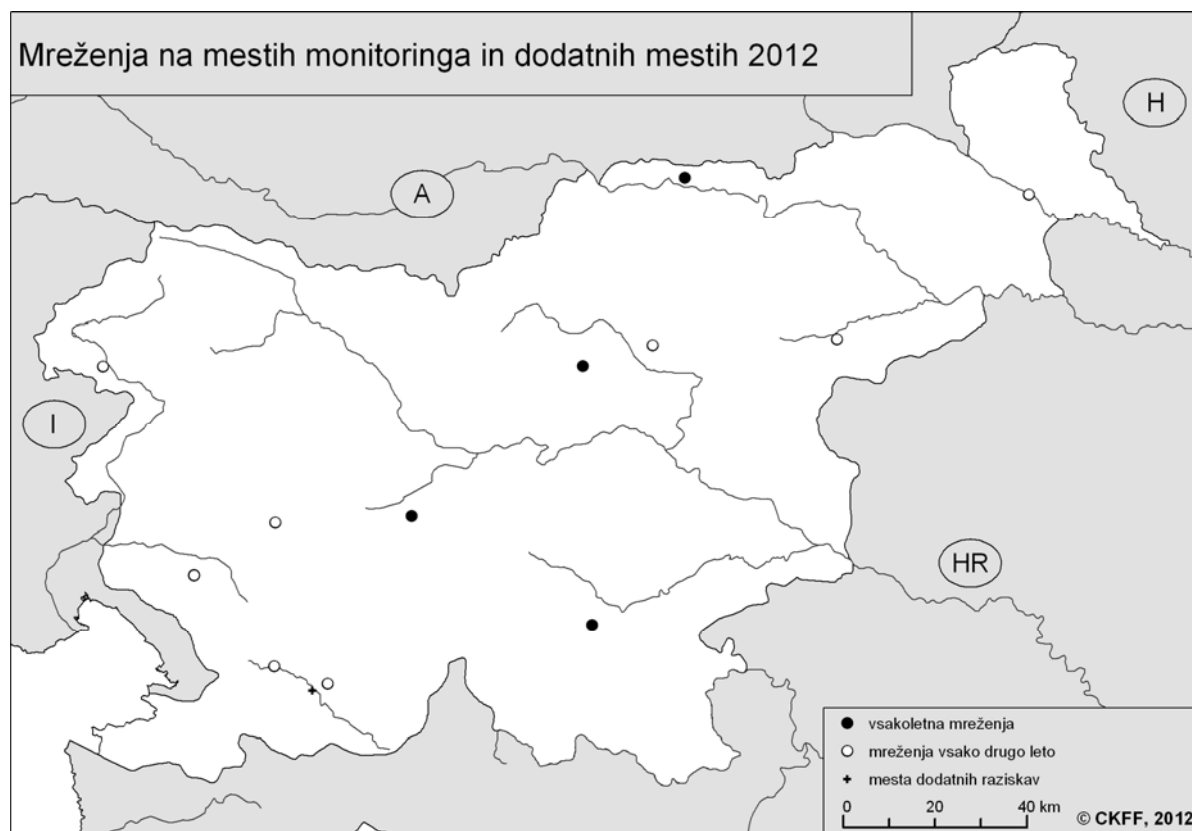 Mreženja na mestih monitoringa in dodatnih mestih 2012
H
A
I
HR
vsakoletna mreženja
mreženja vsako drugo leto
mesta dodatnih raziskav
0 20 40 km
© CKFF, 2012